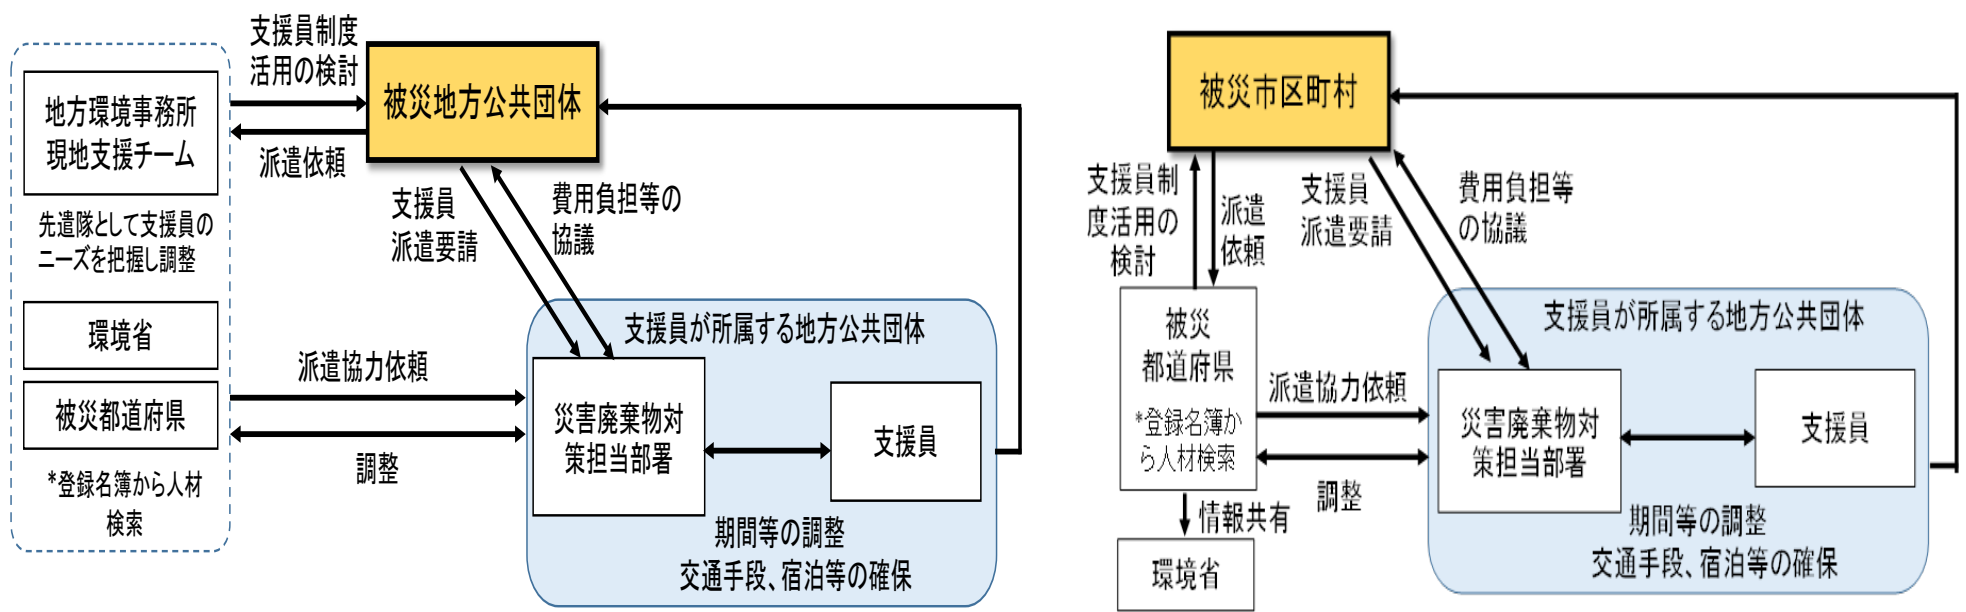 支援員制度
活用の検討
被災地方公共団体
地方環境事務所
現地支援チーム
派遣依頼
先遣隊として支援員の
ニーズを把握し調整
支援員
派遣要請
費用負担等の
協議
環境省
被災都道府県
*登録名簿から人材
検索
派遣協力依頼
調整
支援員が所属する地方公共団体
災害廃棄物対
策担当部署
支援員
期間等の調整
交通手段、宿泊等の確保
被災市区町村
支援員制
度活用の
検討
派遣
依頼
支援員
派遣要請
費用負担等
の協議
被災
都道府県
*登録名簿か
ら人材検索
情報共有
環境省
派遣協力依頼
調整
支援員が所属する地方公共団体
災害廃棄物対
策担当部署
支援員
期間等の調整
交通手段、宿泊等の確保